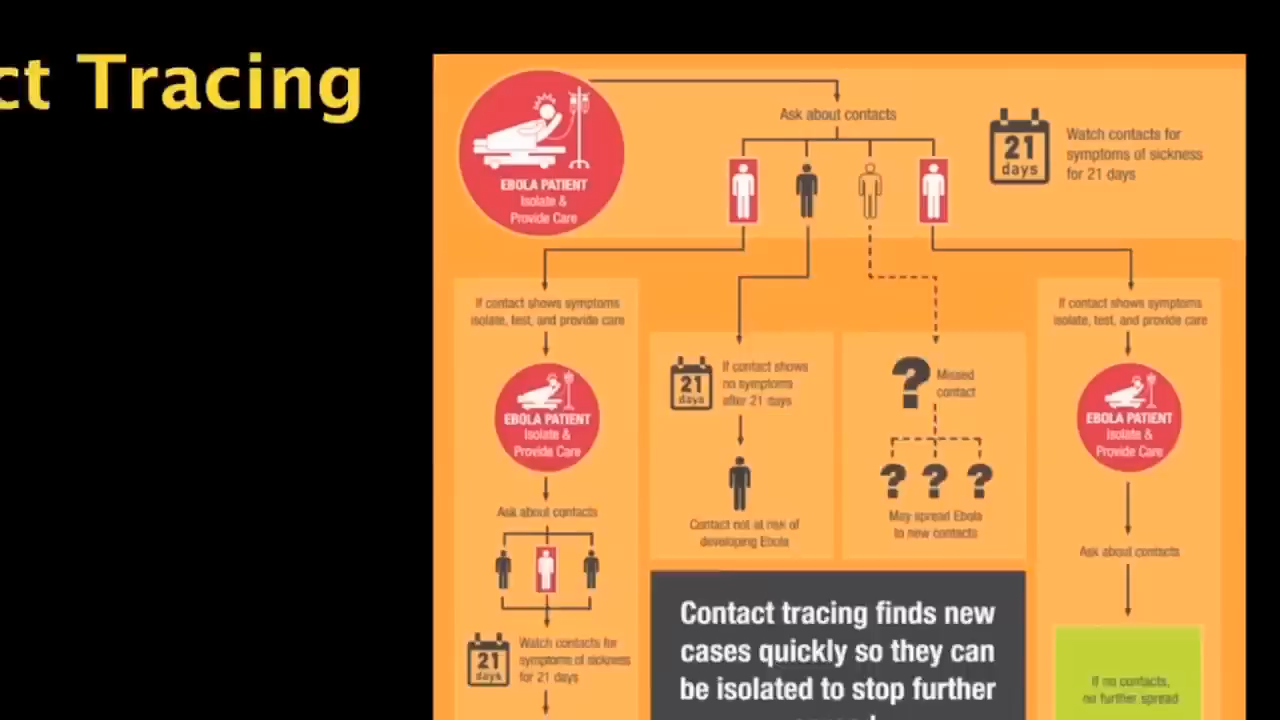 ct Tracing
EBOLA PATIENT
Isolate &
Provide Care
Ask about contacts
21
days
Watch contacts for
symptoms of sickness
for 21 days
If contact shows symptoms
isolate, test, and provide care
EBOLA PATIENT
Isolate &
Provide Care
Ask about contacts
21
days
Watch contacts for
symptoms of sickness
for 21 days
21
days
If contact shows
no symptoms
after 21 days
Contact not at risk of
developing Ebola
?
Missed
contact
? ? ?
May spread Ebola
to new contacts
If contact shows symptoms
isolate, test, and provide care
EBOLA PATIENT
Isolate &
Provide Care
Ask about contacts
If no contacts,
no further spread
Contact tracing finds new
cases quickly so they can
be isolated to stop further